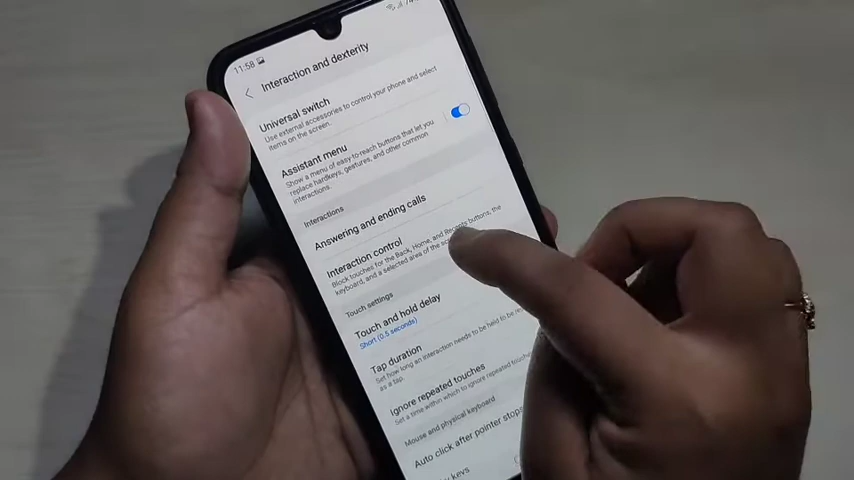 11:58
Interaction and dexterity
Universal switch
Use external accessories to control your phone and select
items on the screen.
Assistant menu
Show a menu of easy-to-reach buttons that let you
replace hardkeys, gestures, and other common
interactions.
Interactions
Answering and ending calls
Interaction control
Block touches for the Back, Home, and Recents buttons, the
keyboard, and a selected area of the
Touch settings
Touch and hold delay
Short (0.5 seconds)
Tap duration
Set how long an interaction needs to be held to be
as a tap.
Ignore repeated touches
Set a time within which to ignore repeated
Mouse and physical keyboard
Auto click after pointer stops
keys